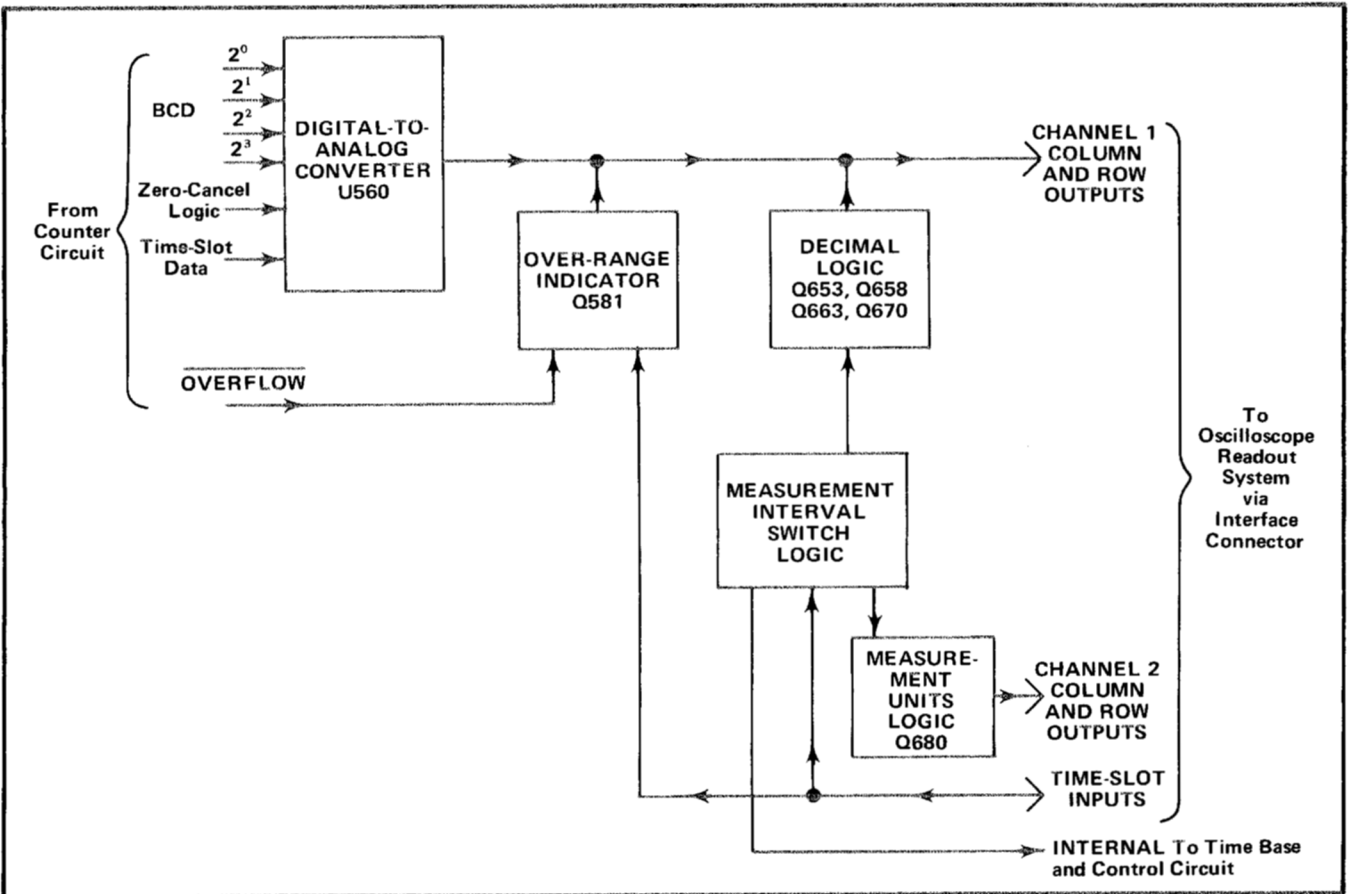 2⁰
2¹
BCD
2²
2³
DIGITAL-TO-
ANALOG
CONVERTER
U560
Zero-Cancel
Logic
Time-Slot
Data
From
Counter
Circuit
OVERFLOW
OVER-RANGE
INDICATOR
Q581
DECIMAL
LOGIC
Q653, Q658
Q663, Q670
CHANNEL 1
COLUMN
AND ROW
OUTPUTS
MEASUREMENT
INTERVAL
SWITCH
LOGIC
MEASURE-
MENT
UNITS
LOGIC
Q680
CHANNEL 2
COLUMN
AND ROW
OUTPUTS
TIME-SLOT
INPUTS
To
Oscilloscope
Readout
System
via
Interface
Connector
INTERNAL To Time Base
and Control Circuit